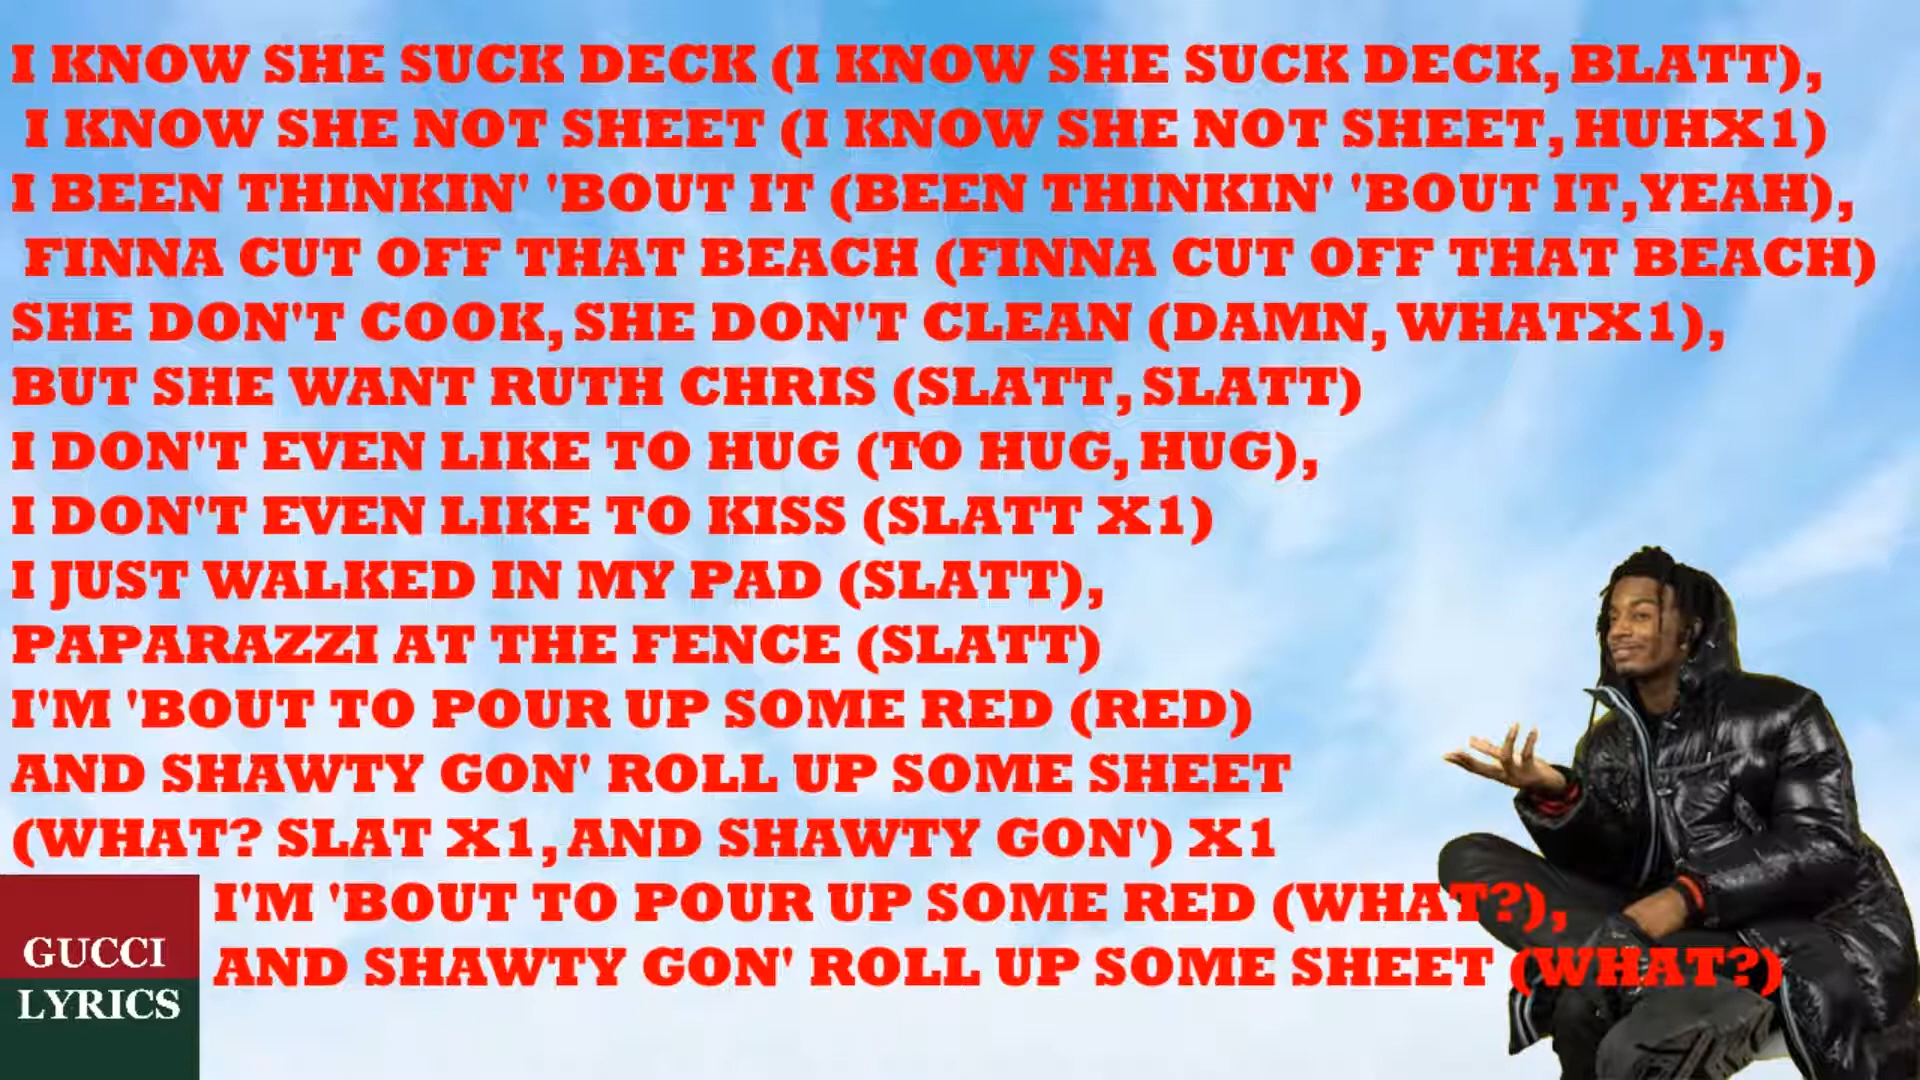 I KNOW SHE SUCK DECK (I KNOW SHE SUCK DECK, BLATT),
I KNOW SHE NOT SHEET (I KNOW SHE NOT SHEET, HUHX1)
I BEEN THINKIN' 'BOUT IT (BEEN THINKIN' 'BOUT IT,YEAH),
FINNA CUT OFF THAT BEACH (FINNA CUT OFF THAT BEACH)
SHE DON'T COOK, SHE DON'T CLEAN (DAMN, WHATX1),
BUT SHE WANT RUTH CHRIS (SLATT, SLATT)
I DON'T EVEN LIKE TO HUG (TO HUG, HUG),
I DON'T EVEN LIKE TO KISS (SLATT X1)
I JUST WALKED IN MY PAD (SLATT),
PAPARAZZI AT THE FENCE (SLATT)
I'M 'BOUT TO POUR UP SOME RED (RED)
AND SHAWTY GON' ROLL UP SOME SHEET
(WHAT? SLAT X1, AND SHAWTY GON') X1
I'M 'BOUT TO POUR UP SOME RED (WHAT?),
AND SHAWTY GON' ROLL UP SOME SHEET (WHAT?)
GUCCI
LYRICS